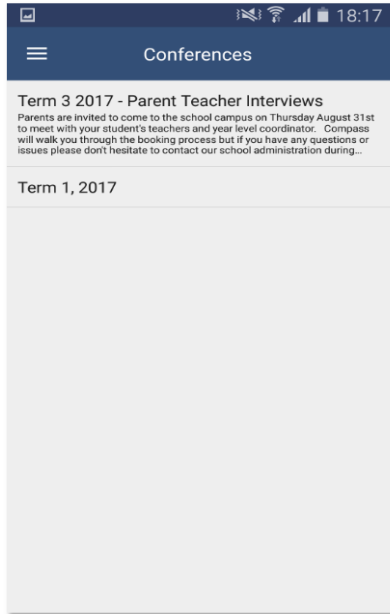 18:17
Conferences
Term 3 2017 - Parent Teacher Interviews
Parents are invited to come to the school campus on Thursday August 31st
to meet with your student's teachers and year level coordinator.   Compass
will walk you through the booking process but if you have any questions or
issues please don't hesitate to contact our school administration during...
Term 1, 2017